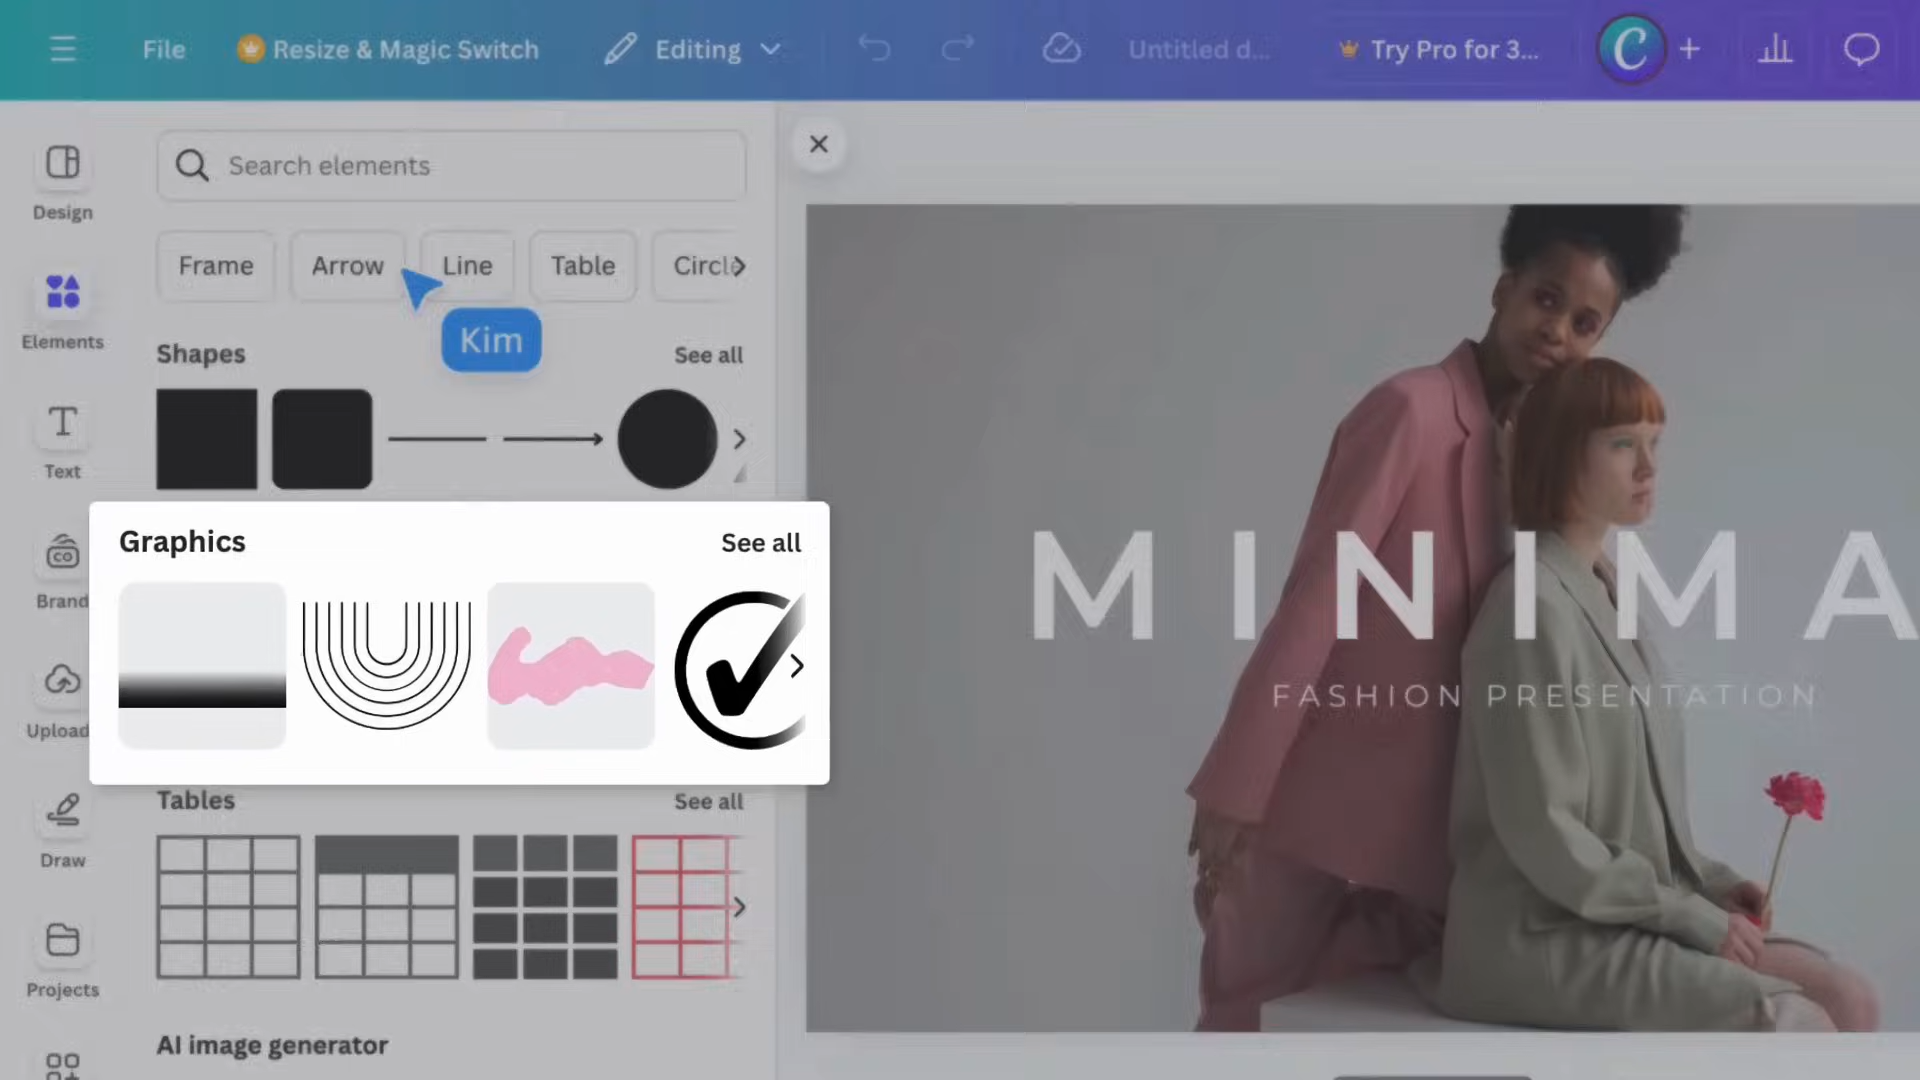 File
Resize & Magic Switch
Editing
Untitled d...
Try Pro for 3...
C
Search elements
Design
Frame
Arrow
Line
Table
Circle
Kim
Elements
Shapes
See all
Text
Graphics
See all
Brand
CO
Upload
Tables
See all
Draw
Projects
AI image generator
MINIMA
FASHION PRESENTATION